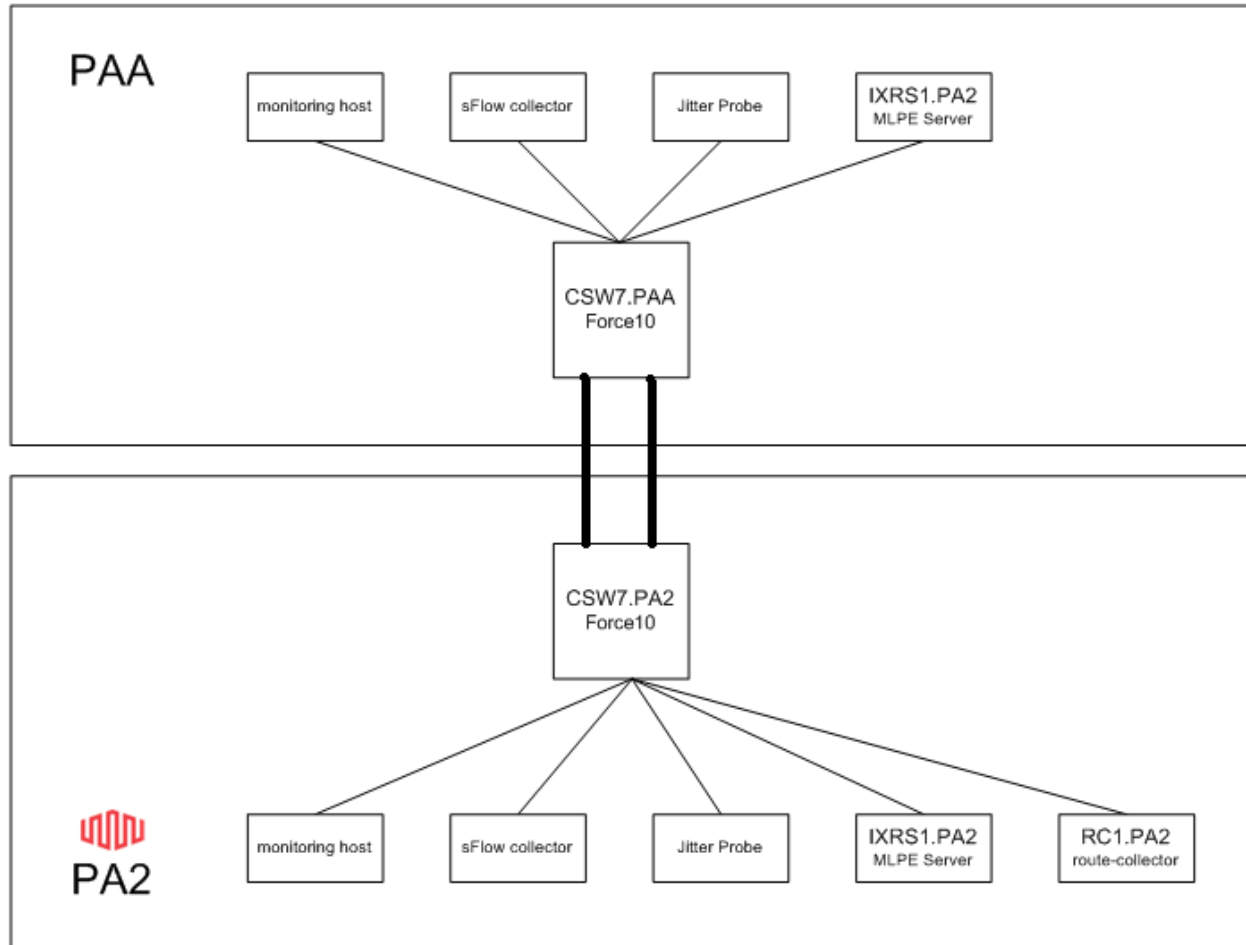 PAA
monitoring host
sFlow collector
Jitter Probe
IXRS1.PA2
MLPE Server
CSW7.PAA
Force10
CSW7.PA2
Force10
PA2
monitoring host
sFlow collector
Jitter Probe
IXRS1.PA2
MLPE Server
RC1.PA2
route-collector